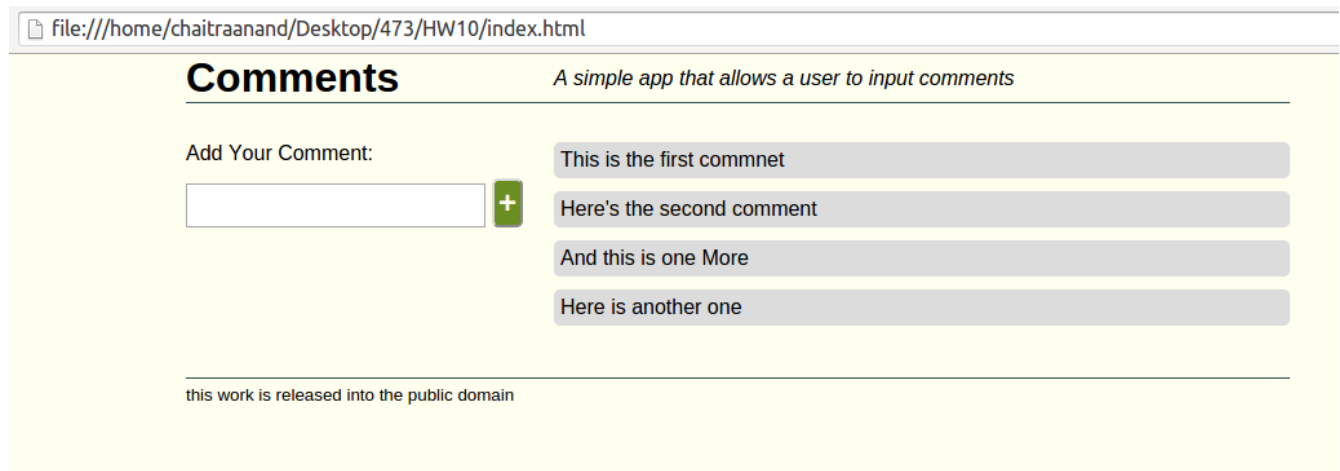 file:///home/chaitraanand/Desktop/473/HW10/index.html
Comments
A simple app that allows a user to input comments
Add Your Comment:
+
This is the first commnet
Here's the second comment
And this is one More
Here is another one
this work is released into the public domain